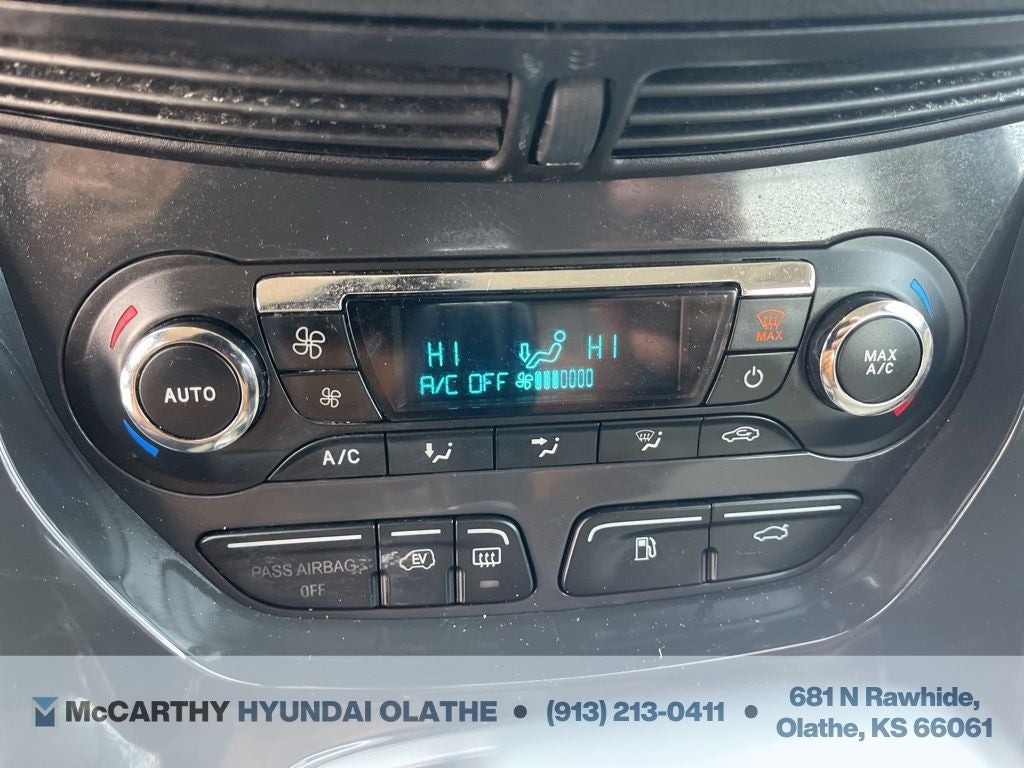 HI HI
A/C OFF
AUTO
MAX
MAX
A/C
A/C
PASS AIRBAG
OFF
EV
McCARTHY HYUNDAI OLATHE • (913) 213-0411 • 681 N Rawhide,
Olathe, KS 66061